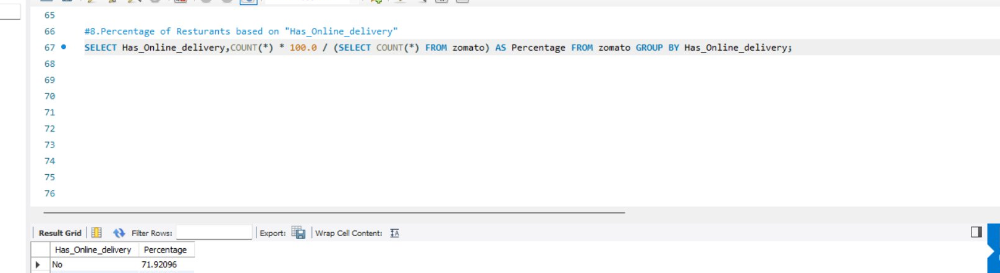 65
66 #8.Percentage of Resturants based on "Has_Online_delivery"
67 SELECT Has_Online_delivery,COUNT(*) * 100.0 / (SELECT COUNT(*) FROM zomato) AS Percentage FROM zomato GROUP BY Has_Online_delivery;
68
69
70
71
72
73
74
75
76
Result Grid Filter Rows: Export: Wrap Cell Content:
Has_Online_delivery Percentage
No 71.92096